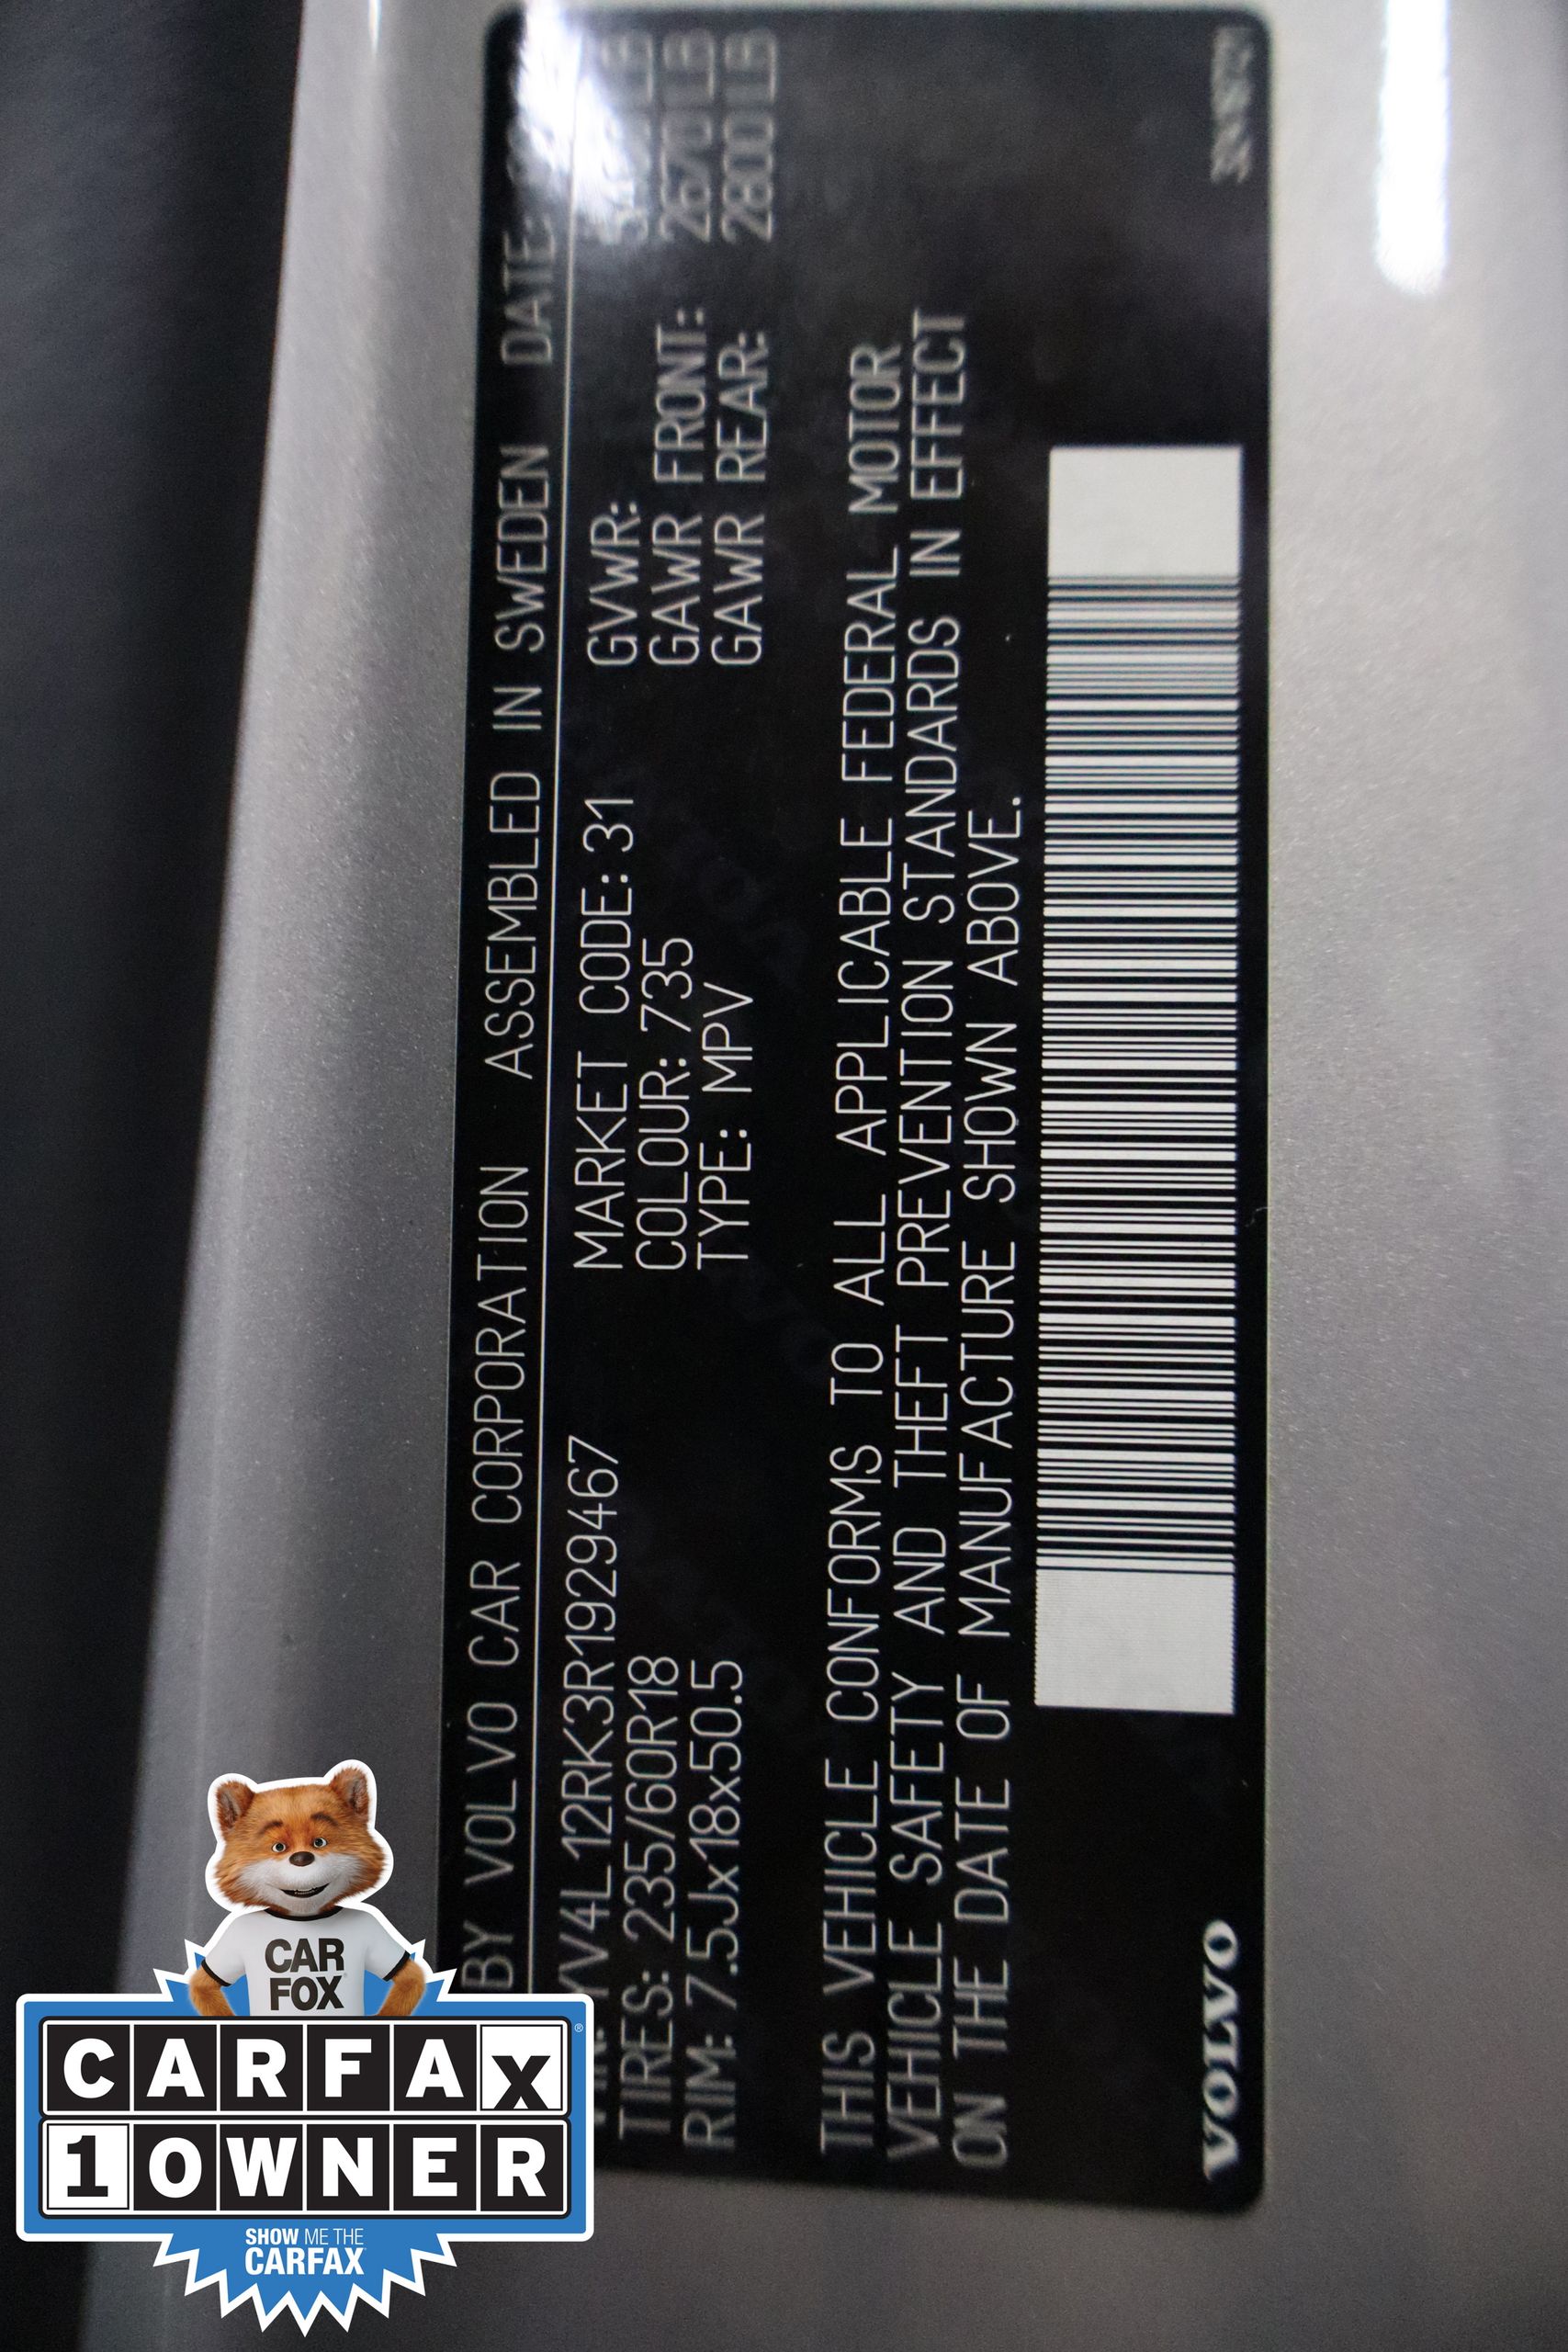 BY VOLVO CAR CORPORATION ASSEMBLED IN SWEDEN DATE:
YV4L12RK3R1929467 MARKET CODE: 31 GVWR:
TIRES: 235/60R18 COLOUR: 735 GAWR FRONT: 2670LB
RIM: 7.5Jx18x50.5 TYPE: MPV GAWR REAR: 2800LB
THIS VEHICLE CONFORMS TO ALL APPLICABLE FEDERAL MOTOR
VEHICLE SAFETY AND THEFT PREVENTION STANDARDS IN EFFECT
ON THE DATE OF MANUFACTURE SHOWN ABOVE.
VOLVO
CAR
FOX
CARFAX
1 OWNER
SHOW ME THE
CARFAX